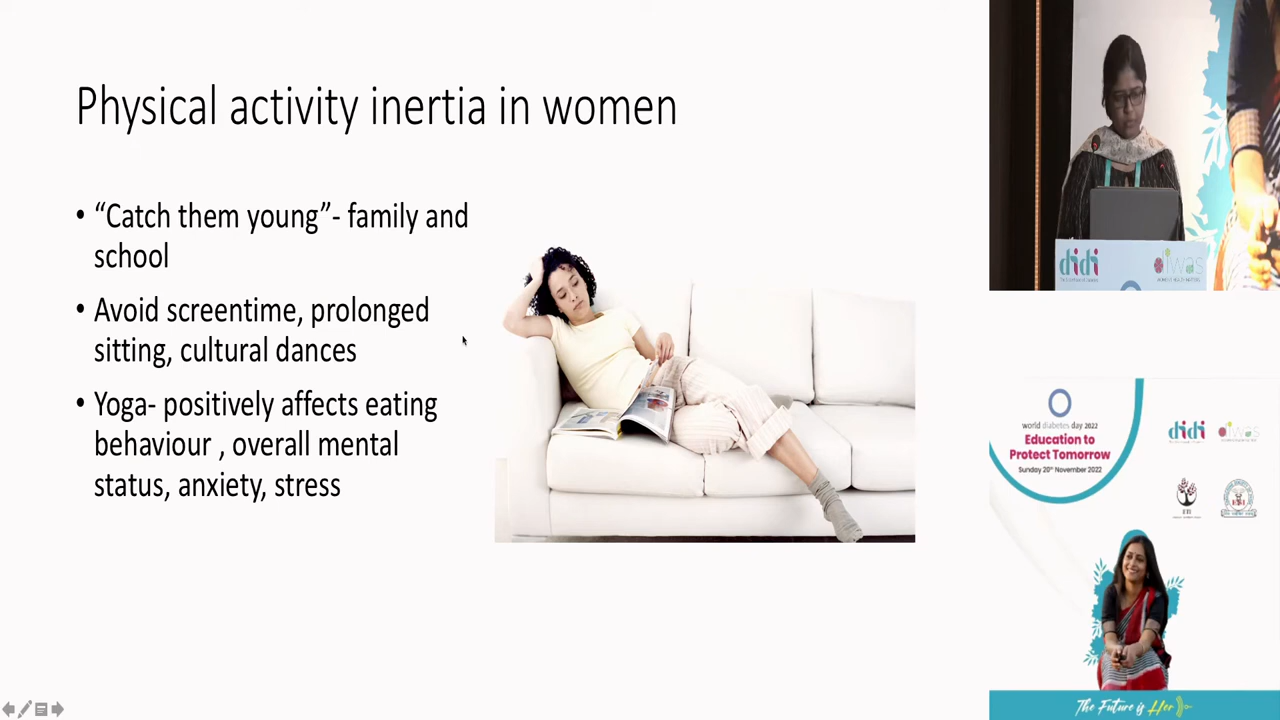 Physical activity inertia in women
• “Catch them young”- family and
school
• Avoid screentime, prolonged
sitting, cultural dances
• Yoga- positively affects eating
behaviour , overall mental
status, anxiety, stress
didi
diwas
world diabetes day 2022
Education to
Protect Tomorrow
Sunday 20th November 2022
didi
diwas
The Future is Her